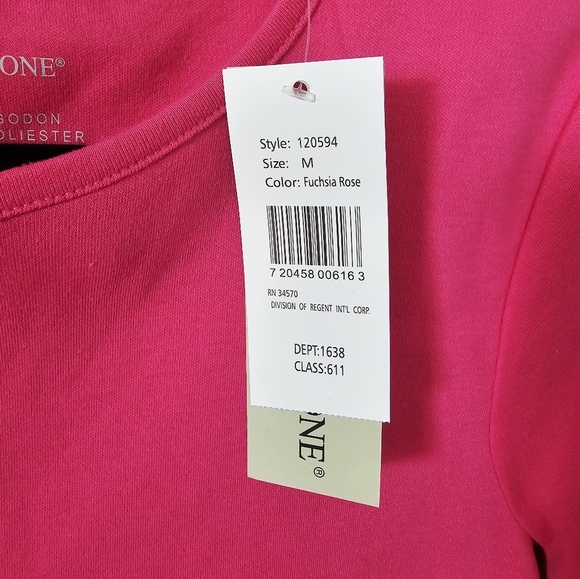 ONE®
GODON
OLIESTER
Style: 120594
Size: M
Color: Fuchsia Rose
7 20458 00616 3
RN 34570
DIVISION OF REGENT INT'L CORP.
DEPT:1638
CLASS:611
ONE®